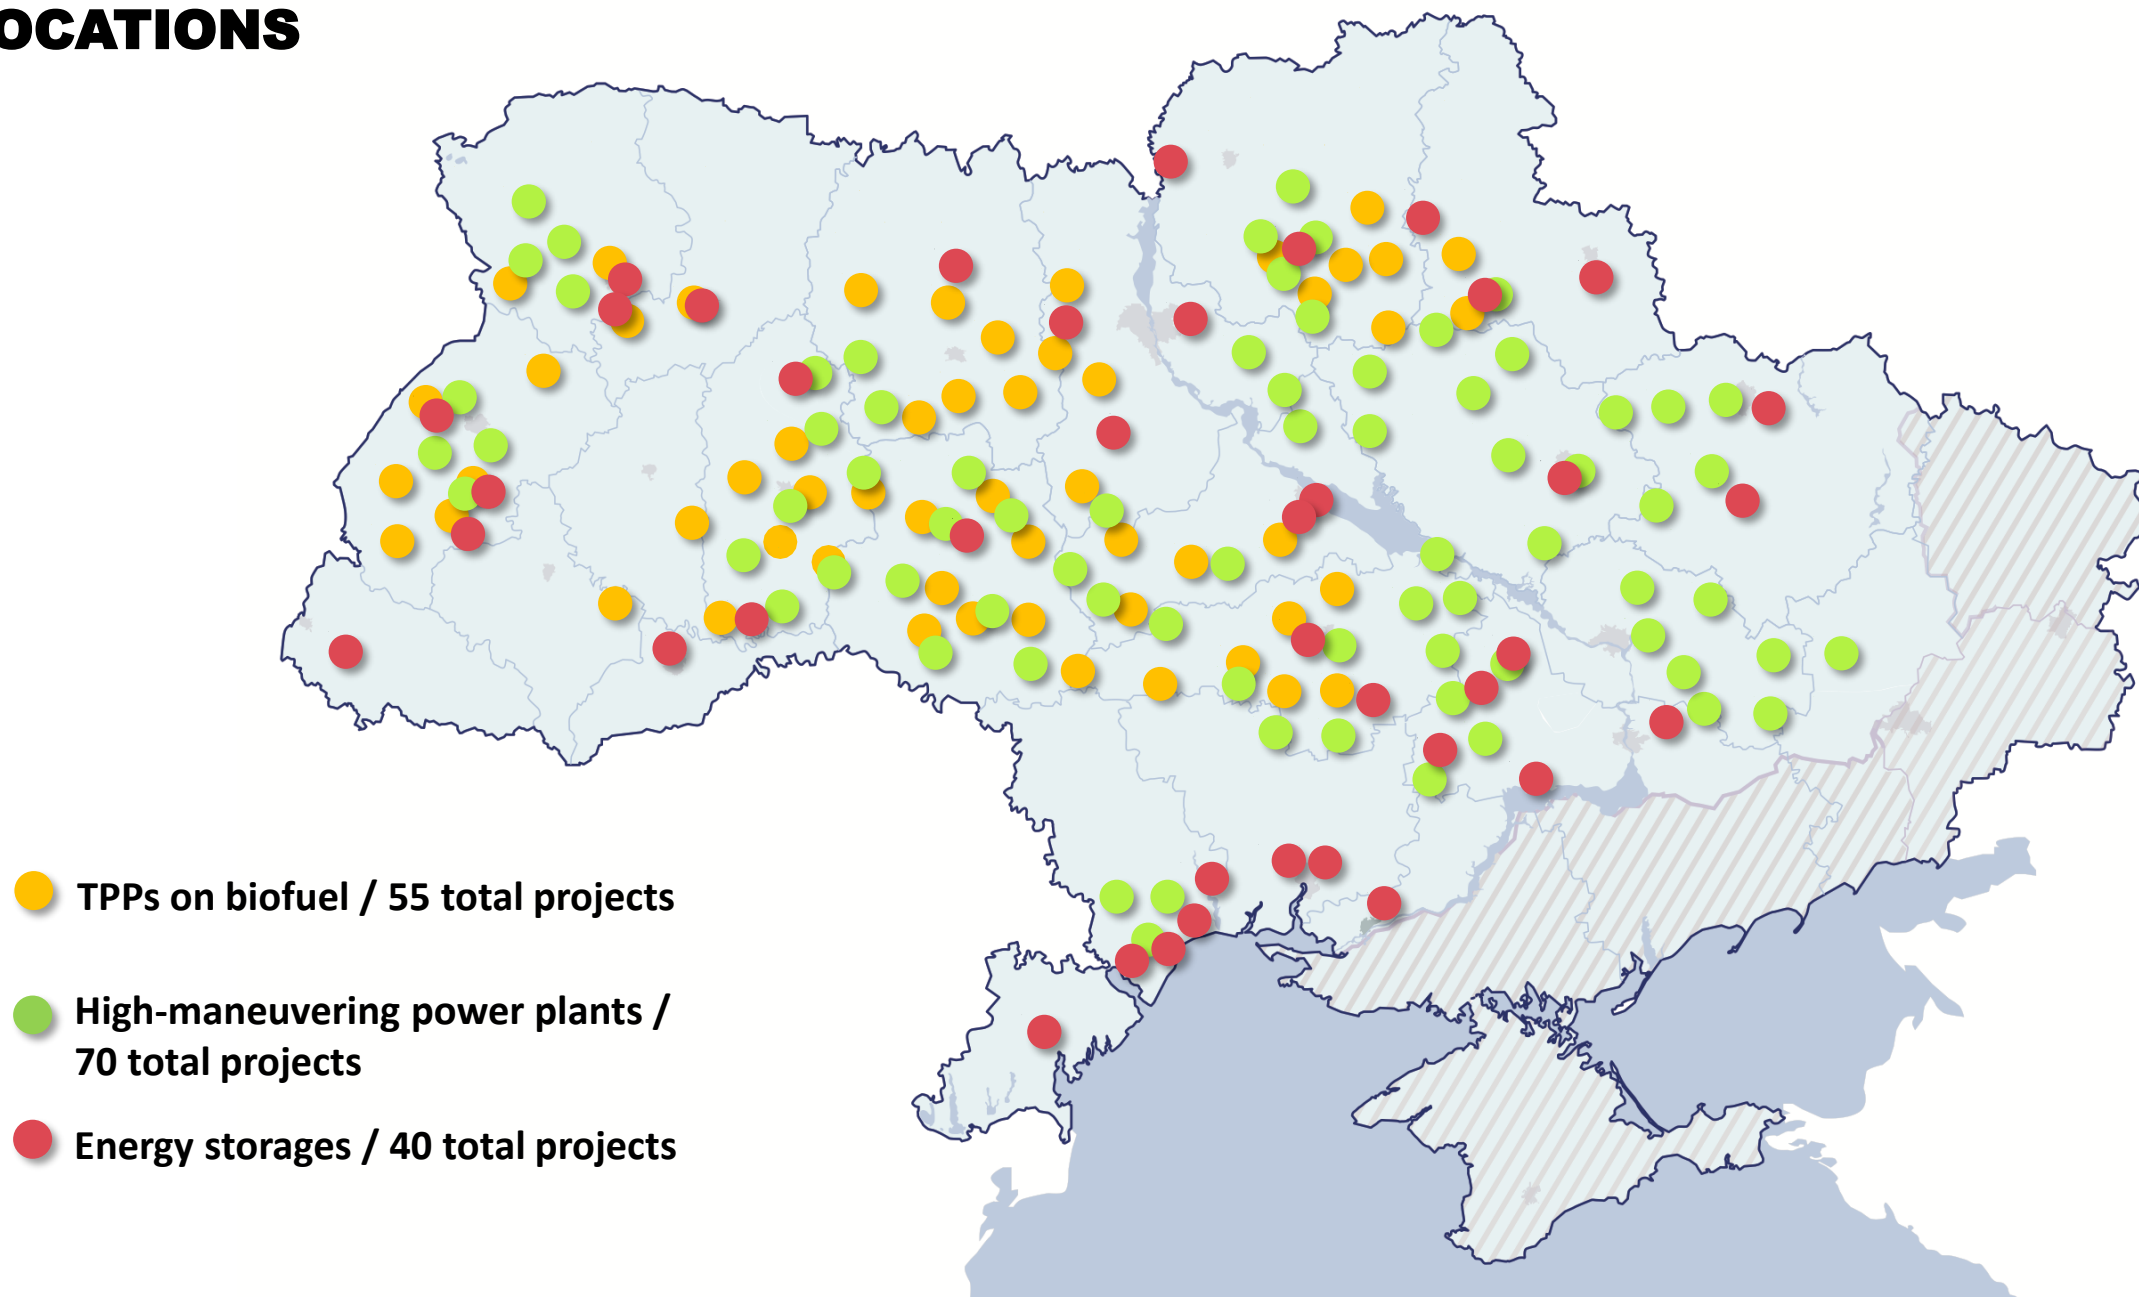 OCATIONS
TPPs on biofuel / 55 total projects
High-maneuvering power plants /
70 total projects
Energy storages / 40 total projects